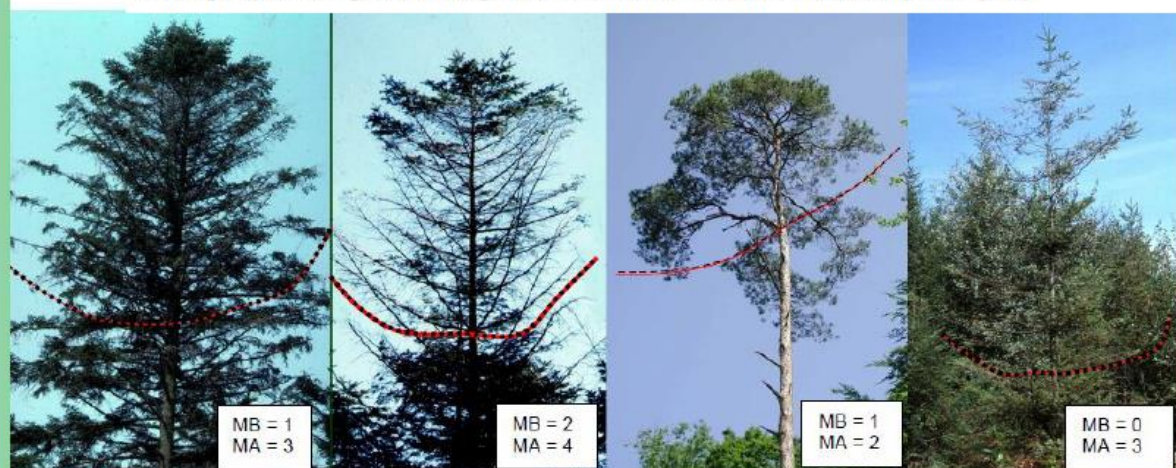 MB = 1
MA = 3
MB = 2
MA = 4
MB = 1
MA = 2
MB = 0
MA = 3